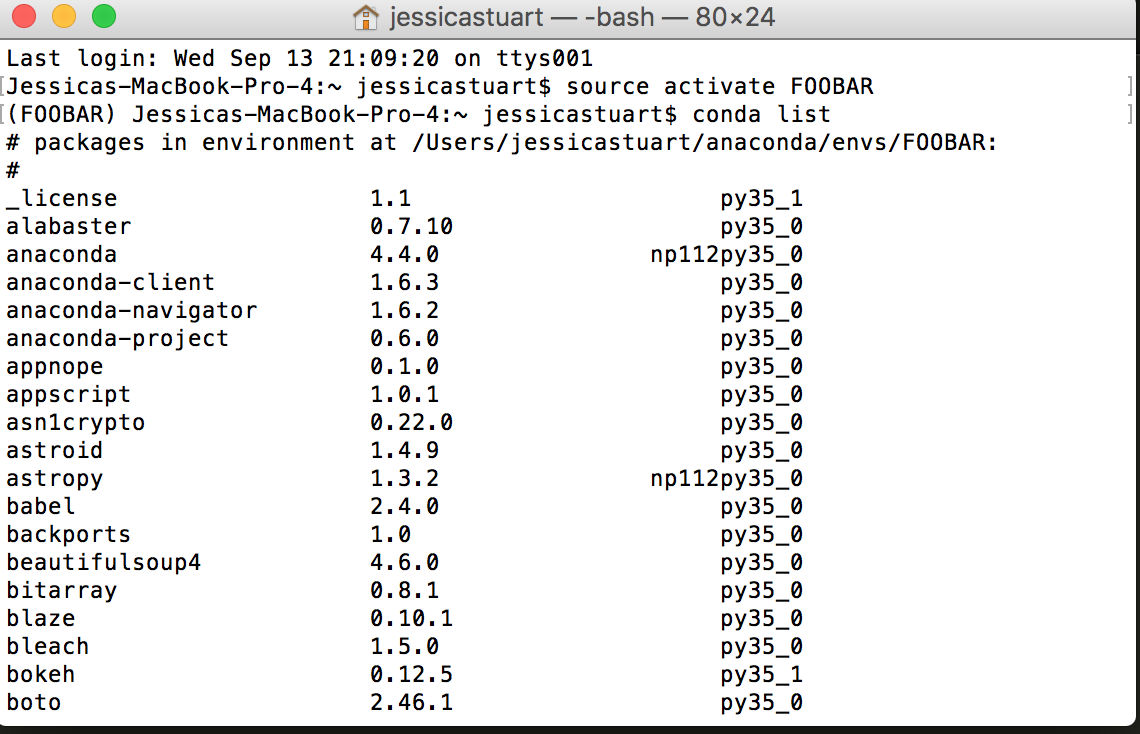 jessicastuart — -bash — 80×24
Last login: Wed Sep 13 21:09:20 on ttys001
[Jessicas-MacBook-Pro-4:~ jessicastuart$ source activate FOOBAR ]
[(FOOBAR) Jessicas-MacBook-Pro-4:~ jessicastuart$ conda list ]
# packages in environment at /Users/jessicastuart/anaconda/envs/FOOBAR:
#
_license 1.1 py35_1
alabaster 0.7.10 py35_0
anaconda 4.4.0 np112py35_0
anaconda-client 1.6.3 py35_0
anaconda-navigator 1.6.2 py35_0
anaconda-project 0.6.0 py35_0
appnope 0.1.0 py35_0
appscript 1.0.1 py35_0
asn1crypto 0.22.0 py35_0
astroid 1.4.9 py35_0
astropy 1.3.2 np112py35_0
babel 2.4.0 py35_0
backports 1.0 py35_0
beautifulsoup4 4.6.0 py35_0
bitarray 0.8.1 py35_0
blaze 0.10.1 py35_0
bleach 1.5.0 py35_0
bokeh 0.12.5 py35_1
boto 2.46.1 py35_0